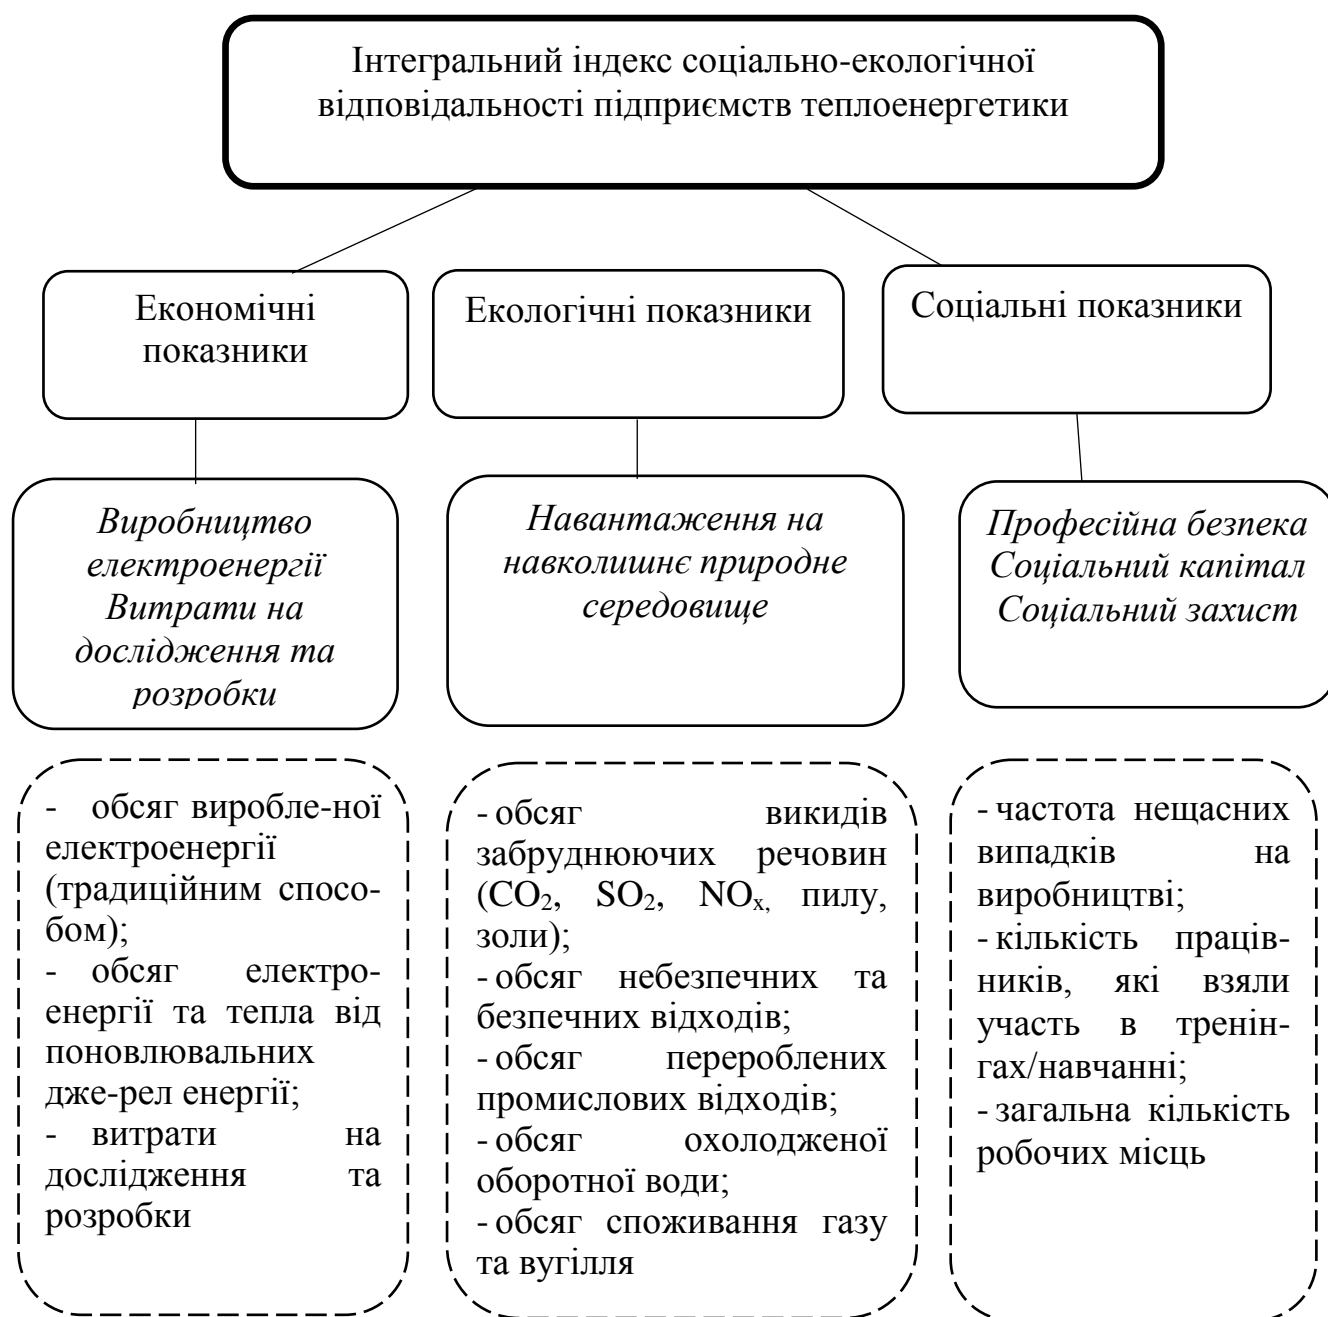 Інтегральний індекс соціально-екологічної
відповідальності підприємств теплоенергетики
Економічні
показники
Екологічні показники
Соціальні показники
Виробництво
електроенергії
Витрати на
дослідження та
розробки
Навантаження на
навколишнє природне
середовище
Професійна безпека
Соціальний капітал
Соціальний захист
- обсяг виробле-ної
електроенергії
(традиційним спосо-
бом);
- обсяг електро-
енергії та тепла від
поновлювальних
дже-рел енергії;
- витрати на
дослідження та
розробки
- обсяг викидів
забруднюючих речовин
(CO₂, SO₂, NOₓ, пилу,
золи);
- обсяг небезпечних та
безпечних відходів;
- обсяг перероблених
промислових відходів;
- обсяг охолодженої
оборотної води;
- обсяг споживання газу
та вугілля
- частота нещасних
випадків на
виробництві;
- кількість праців-
ників, які взяли
участь в тренін-
гах/навчанні;
- загальна кількість
робочих місць